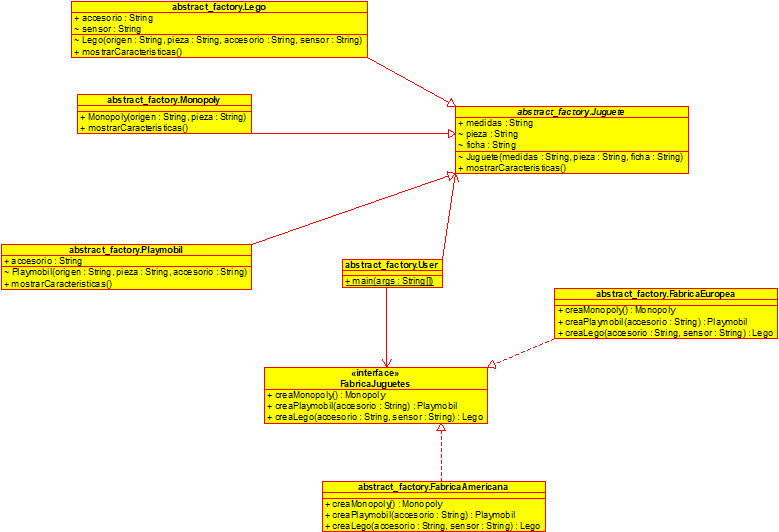 abstract_factory.Lego
+ accesorio : String
~ sensor : String
~ Lego(origen : String, pieza : String, accesorio : String, sensor : String)
+ mostrarCaracteristicas()
abstract_factory.Monopoly
+ Monopoly(origen : String, pieza : String)
+ mostrarCaracteristicas()
abstract_factory.Juguete
+ medidas : String
~ pieza : String
~ ficha : String
~ Juguete(medidas : String, pieza : String, ficha : String)
+ mostrarCaracteristicas()
abstract_factory.Playmobil
+ accesorio : String
~ Playmobil(origen : String, pieza : String, accesorio : String)
+ mostrarCaracteristicas()
abstract_factory.User
+ main(args : String[])
abstract_factory.FabricaEuropea
+ creaMonopoly() : Monopoly
+ creaPlaymobil(accesorio : String) : Playmobil
+ creaLego(accesorio : String, sensor : String) : Lego
«interface»
FabricaJuguetes
+ creaMonopoly() : Monopoly
+ creaPlaymobil(accesorio : String) : Playmobil
+ creaLego(accesorio : String, sensor : String) : Lego
abstract_factory.FabricaAmericana
+ creaMonopoly() : Monopoly
+ creaPlaymobil(accesorio : String) : Playmobil
+ creaLego(accesorio : String, sensor : String) : Lego